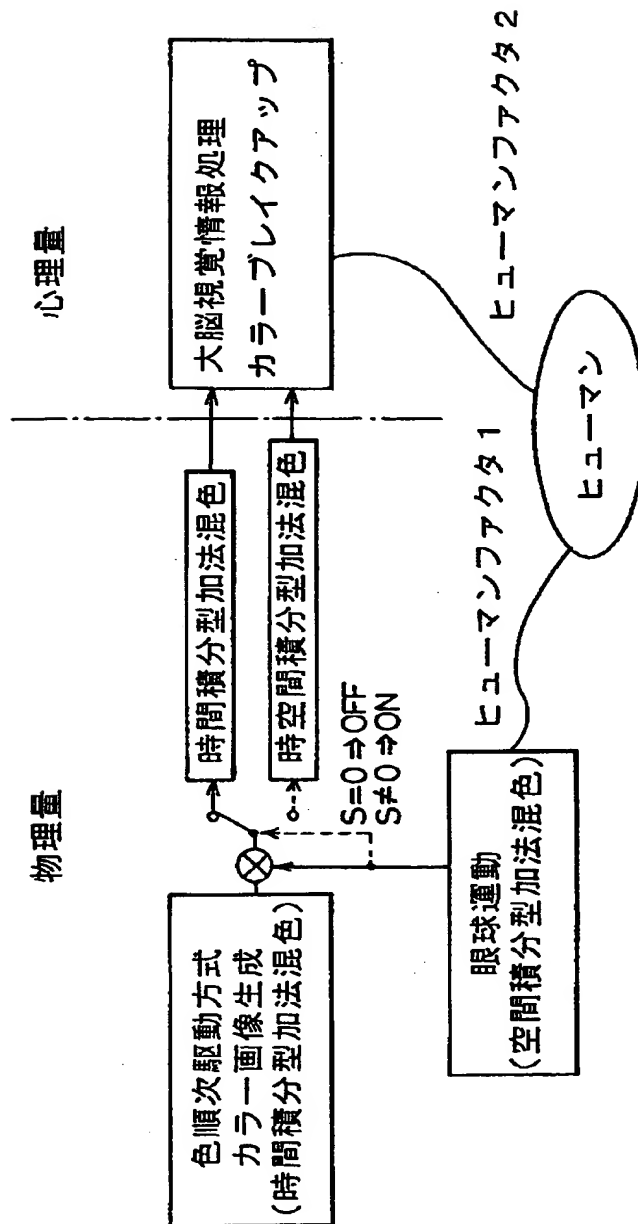 物理量
心理量
色順次駆動方式
カラー画像生成
(時間積分型加法混色)
時間積分型加法混色
時空間積分型加法混色
S=0⇒OFF
S≠0⇒ON
大脳視覚情報処理
カラーブレイクアップ
眼球運動
(空間積分型加法混色)
ヒューマンファクタ1
ヒューマンファクタ2
ヒューマン